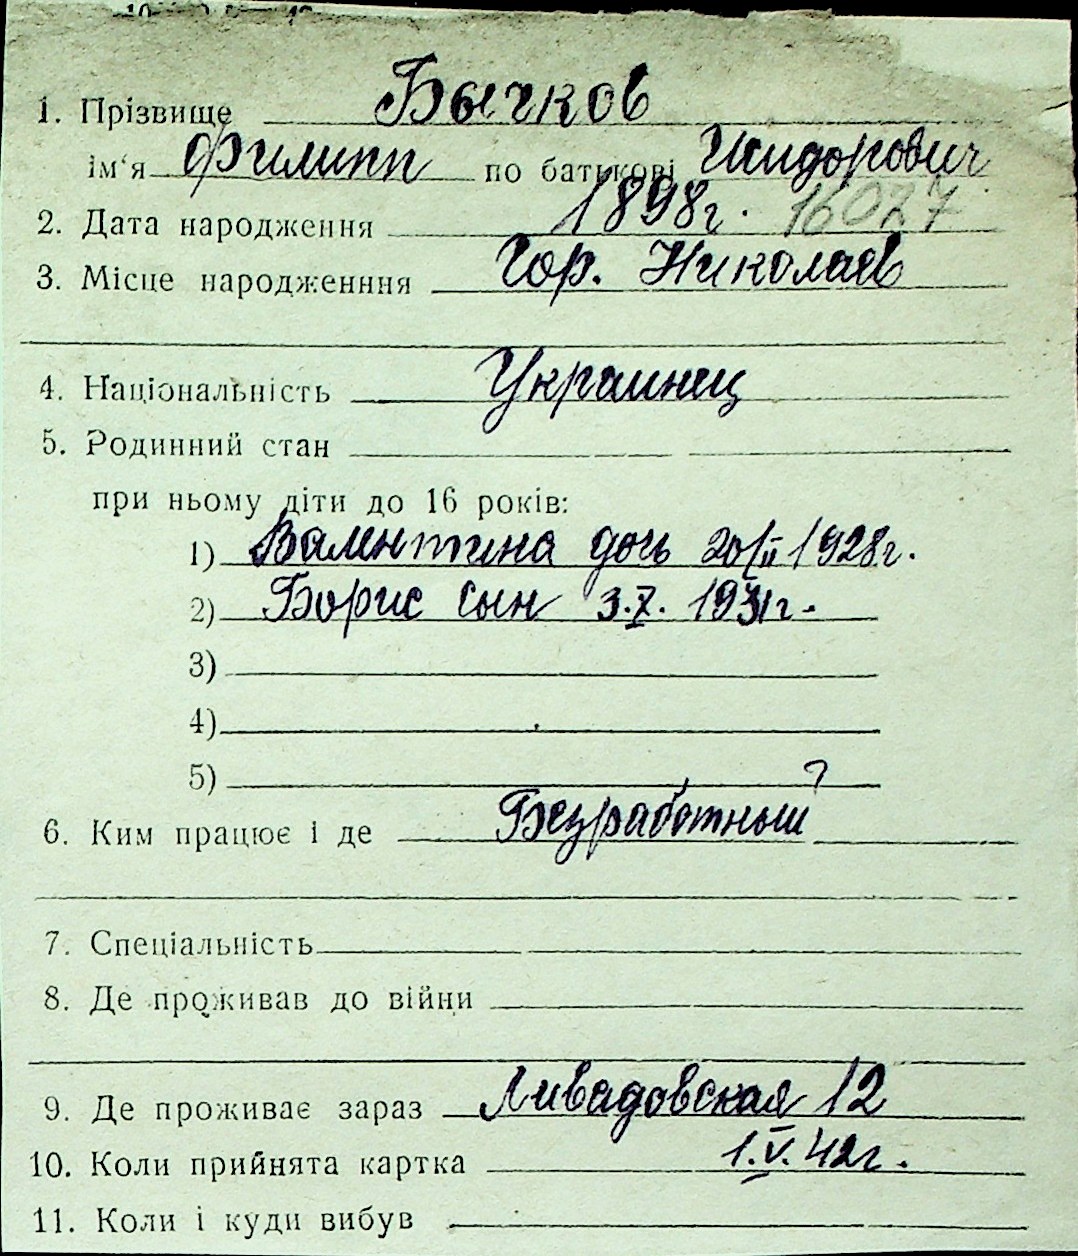 1. Прізвище Бычков
ім'я Филипп по батькові Исидорович
2. Дата народження 1898г. 16027
3. Місце народженння Гор. Николаев
4. Національність Украинец
5. Родинний стан
при ньому діти до 16 років:
1) Валентина дочь 20/II 1928г.
2) Борис сын 3.X. 1931г.
3)
4)
5)
6. Ким працює і де Безработный ?
7. Спеціальність
8. Де проживав до війни
9. Де проживає зараз Ливадовская 12
10. Коли прийнята картка 1.V.42г.
11. Коли і куди вибув